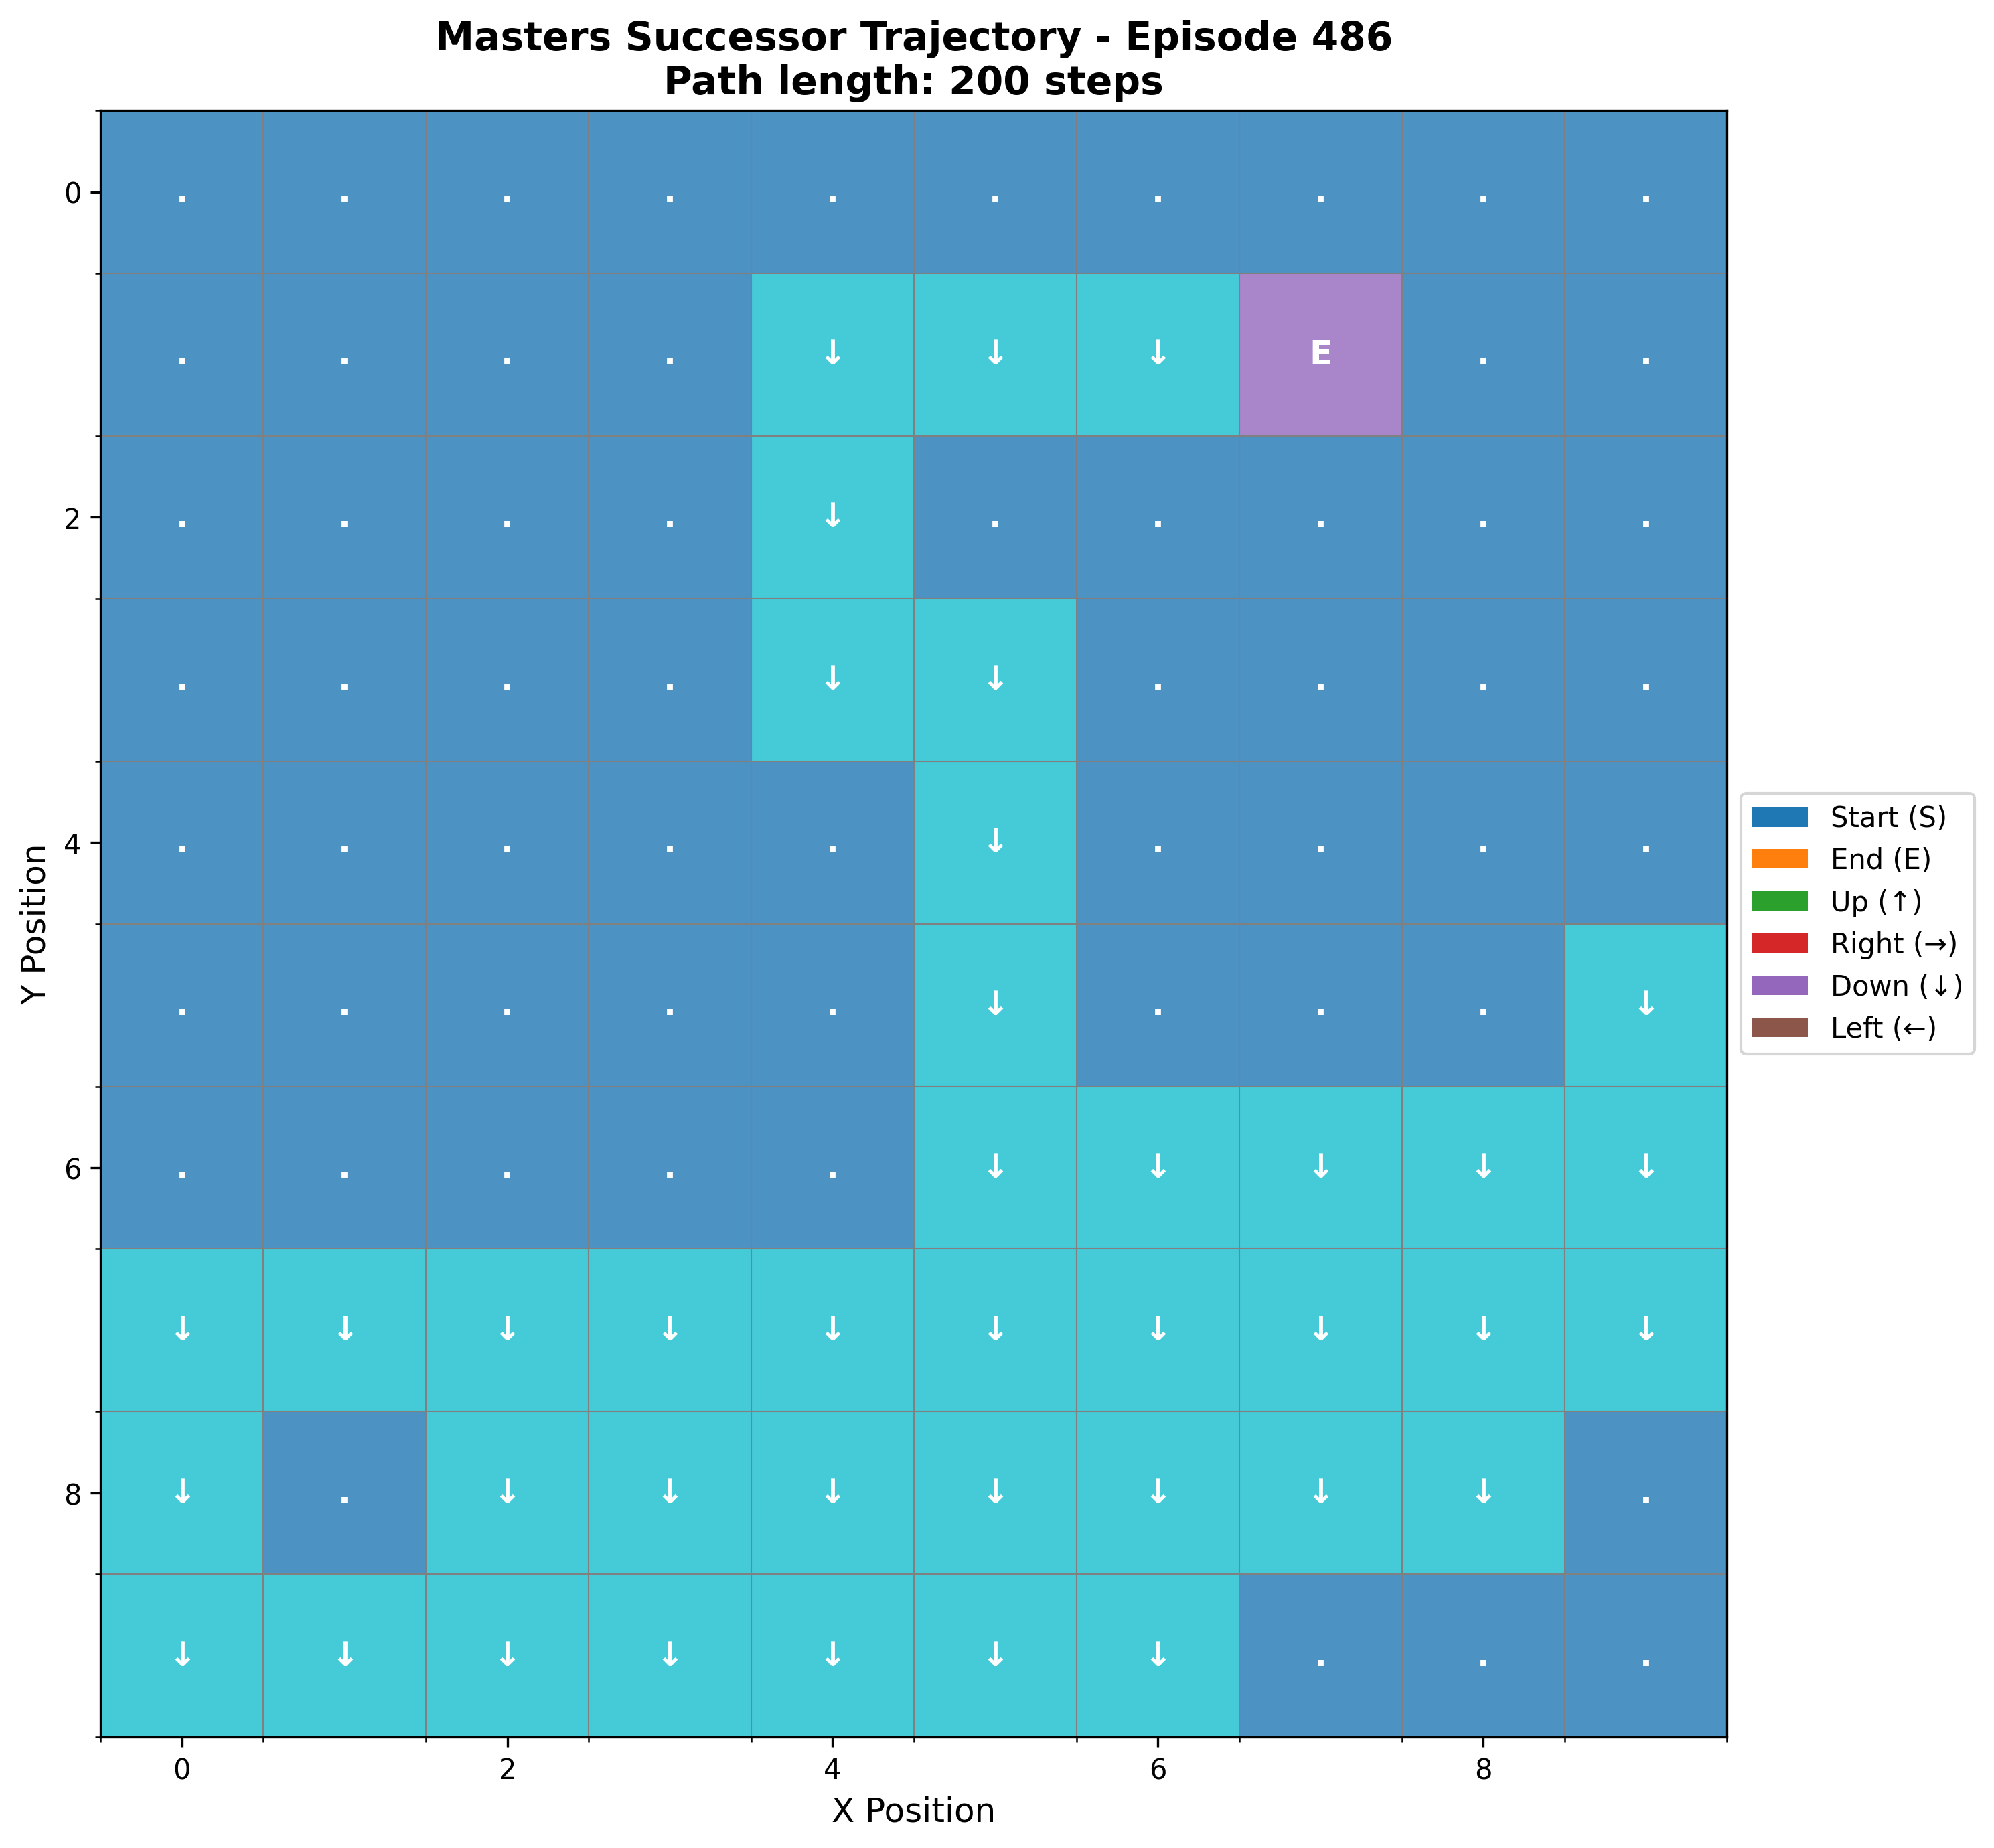 Masters Successor Trajectory - Episode 486
Path length: 200 steps
0 . . . . . . . . . .
. . . . ↓ ↓ ↓ E . .
2 . . . . ↓ . . . . .
. . . . ↓ ↓ . . . .
4 . . . . . ↓ . . . .
. . . . . ↓ . . . ↓
6 . . . . . ↓ ↓ ↓ ↓ ↓
↓ ↓ ↓ ↓ ↓ ↓ ↓ ↓ ↓ ↓
8 ↓ . ↓ ↓ ↓ ↓ ↓ ↓ ↓ .
↓ ↓ ↓ ↓ ↓ ↓ ↓ . . .
0 2 4 6 8
X Position
Y Position
Start (S)
End (E)
Up (↑)
Right (→)
Down (↓)
Left (←)